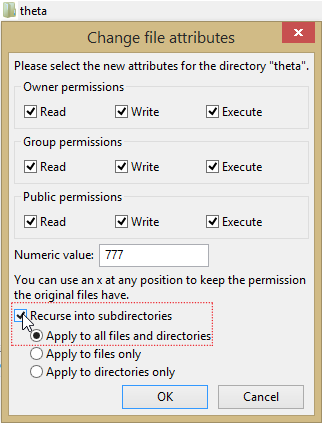 theta
Change file attributes
Please select the new attributes for the directory "theta".
Owner permissions
Read Write Execute
Group permissions
Read Write Execute
Public permissions
Read Write Execute
Numeric value: 777
You can use an x at any position to keep the permission
the original files have.
Recurse into subdirectories
Apply to all files and directories
Apply to files only
Apply to directories only
OK Cancel